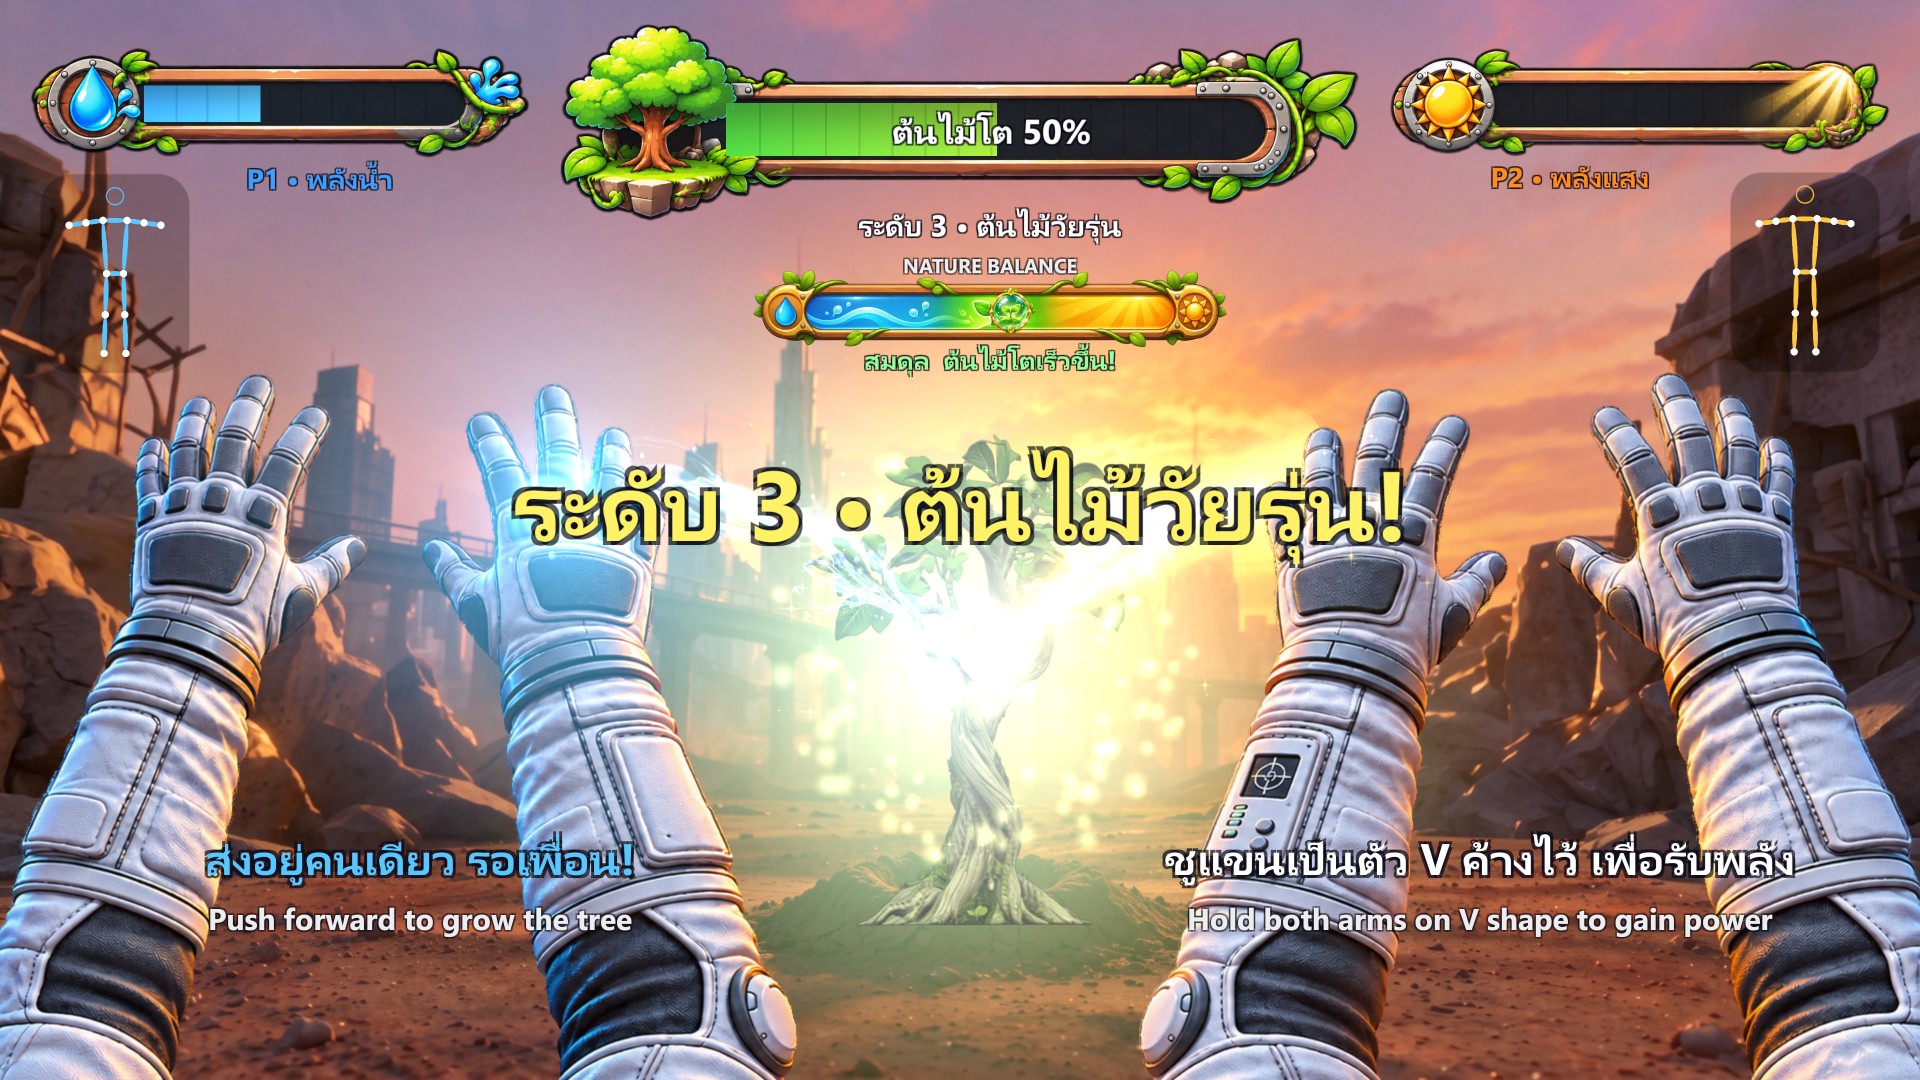 ต้นไม้โต 50%
P1 • พลังน้ำ
P2 • พลังแสง
ระดับ 3 • ต้นไม้วัยรุ่น
NATURE BALANCE
สมดุล ต้นไม้โตเร็วขึ้น!
ระดับ 3 • ต้นไม้วัยรุ่น!
ส่งอยู่คนเดียว รอเพื่อน!
Push forward to grow the tree
ชูแขนเป็นตัว V ค้างไว้ เพื่อรับพลัง
Hold both arms on V shape to gain power